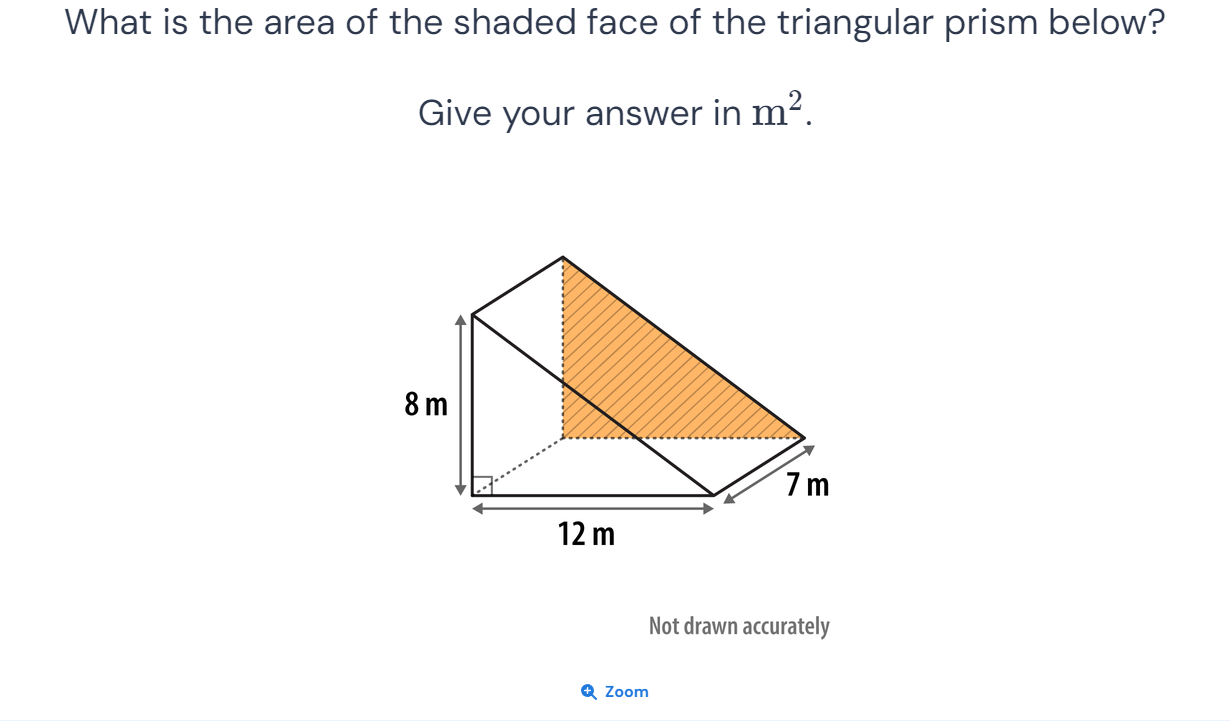 What is the area of the shaded face of the triangular prism below?
Give your answer in m².
8 m
7 m
12 m
Not drawn accurately
Zoom